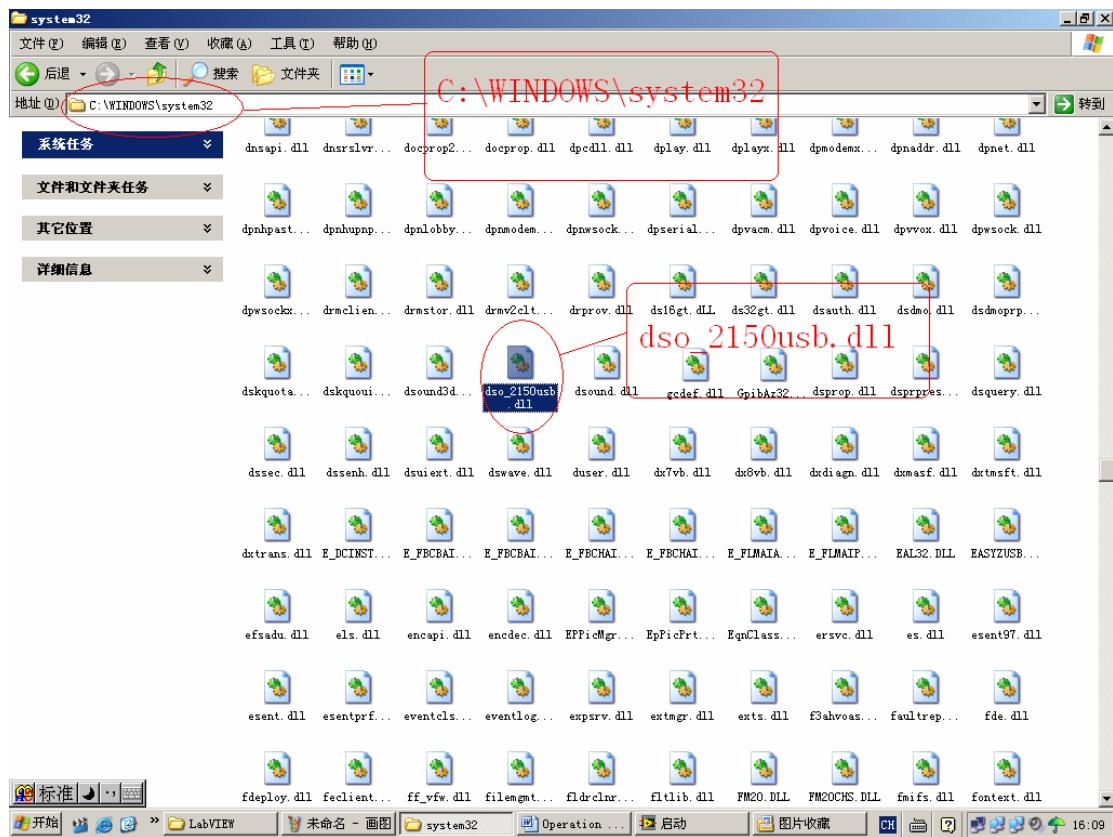 system32
文件(F) 编辑(E) 查看(V) 收藏(A) 工具(T) 帮助(H)
后退 搜索 文件夹
地址(D) C:\WINDOWS\system32 转到
C:\WINDOWS\system32
系统任务
文件和文件夹任务
其它位置
详细信息
dnsapi.dll dnsrslvr... docprop2... docprop.dll dpcdll.dll dplay.dll dplayx.dll dpmodemx... dpnaddr.dll dpnet.dll
dpnhpast... dpnhupnp... dpnlobby... dpnmodem... dpnwsock... dpserial... dpvacm.dll dpvoice.dll dpvvox.dll dpwsock.dll
dpwsockx... drmclien... drmstor.dll drmv2clt... drprov.dll ds16gt.dLL ds32gt.dll dsauth.dll dsdmo.dll dsdmoprp...
dso_2150usb.dll
dskquota... dskquoui... dsound3d... dso_2150usb dsound.dll gcdef.dll GpibAz32... dsprop.dll dsprpres... dsquery.dll
.dll
dssec.dll dssenh.dll dsuiext.dll dswave.dll duser.dll dx7vb.dll dx8vb.dll dxdiagn.dll dxmasf.dll dxtmsft.dll
dxtrans.dll E_DCINST... E_FBCBAI... E_FBCBAI... E_FBCHAI... E_FBCHAI... E_FLMAIA... E_FLMAIP... EAL32.DLL EASYZUSB...
efsadu.dll els.dll encapi.dll encdec.dll EPPicMgr... EpPicPrt... EqnClass... ersvc.dll es.dll esent97.dll
esent.dll esentprf... eventcls... eventlog... expsrv.dll extmgr.dll exts.dll f3ahvoas... faultrep... fde.dll
fdeploy.dll feclient... ff_vfw.dll filemgmt... fldrclnr... fltlib.dll FM20.DLL FM20CHS.DLL fmifs.dll fontext.dll
标准
开始 » LabVIEW 未命名 - 画图 system32 Operation ... 启动 图片收藏 CH 16:09